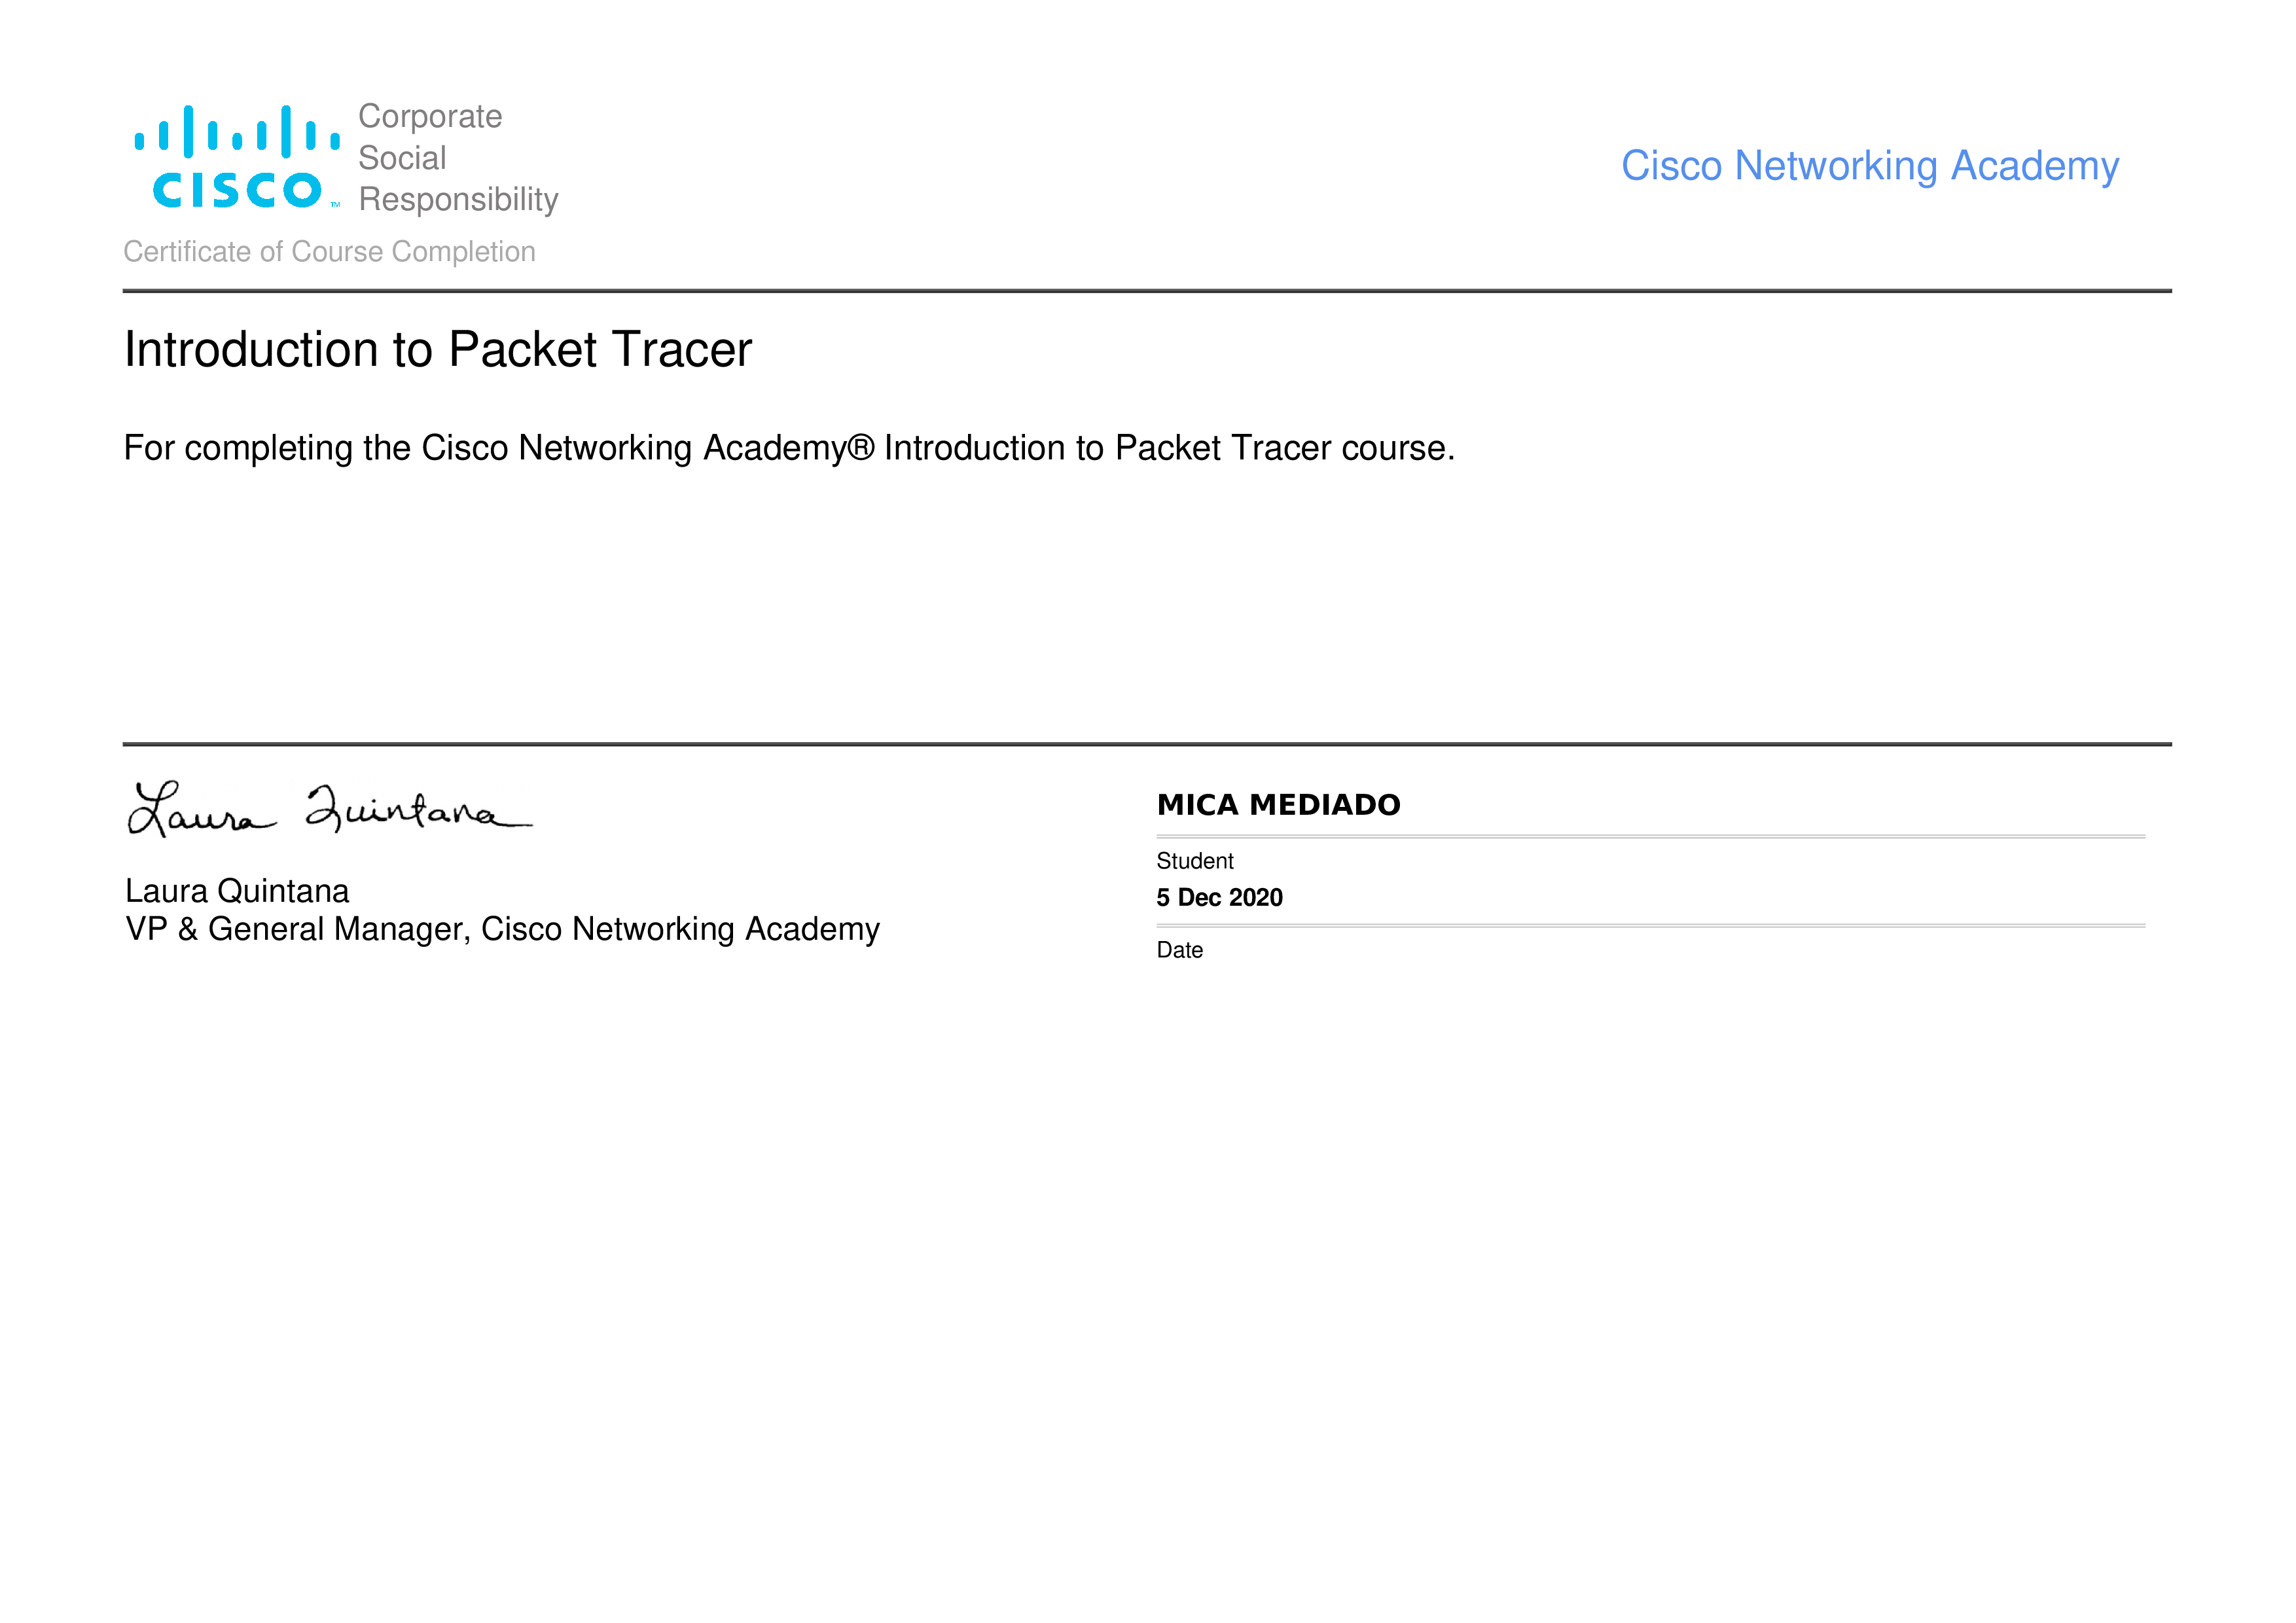 Corporate
Social
Responsibility
CISCO™
Cisco Networking Academy
Certificate of Course Completion
Introduction to Packet Tracer
For completing the Cisco Networking Academy® Introduction to Packet Tracer course.
Laura Quintana
Laura Quintana
VP & General Manager, Cisco Networking Academy
MICA MEDIADO
Student
5 Dec 2020
Date